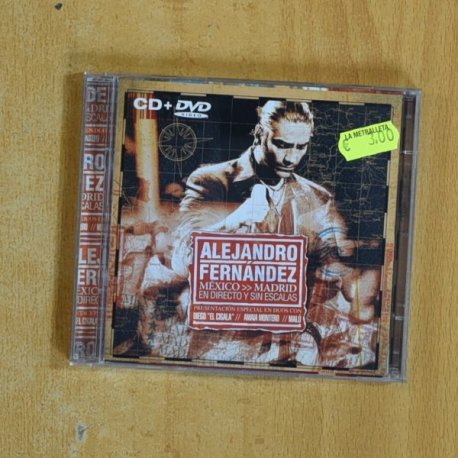 CD+DVD
VIDEO
LA METRALLETA
€ 3.00
ALEJANDRO
FERNÁNDEZ
MÉXICO >> MADRID
EN DIRECTO Y SIN ESCALAS
PRESENTACIÓN ESPECIAL EN DUOS CON
DIEGO "EL CIGALA" // AMAIA MONTERO // MALÚ